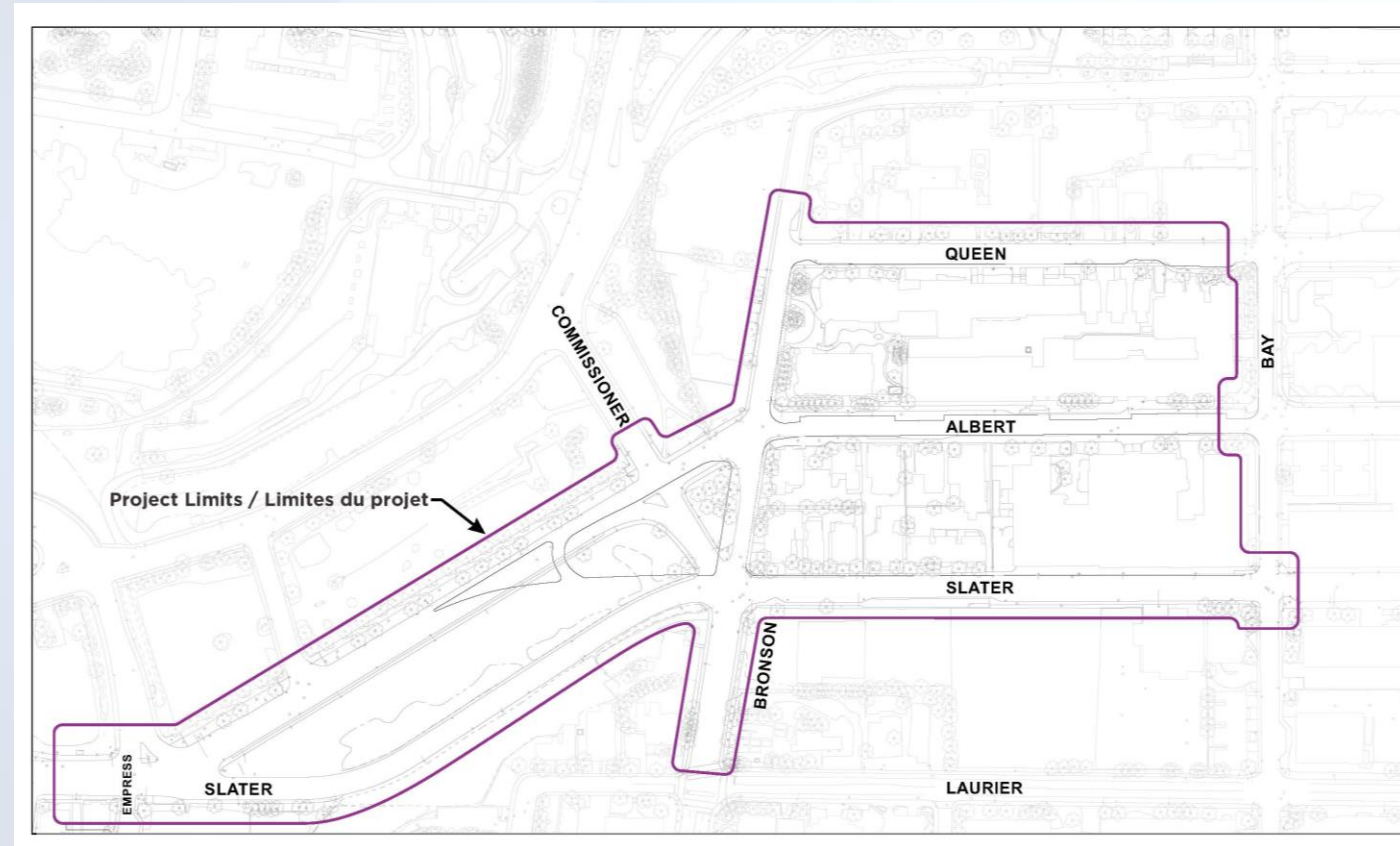 QUEEN
COMMISSIONER
BAY
ALBERT
Project Limits / Limites du projet
SLATER
BRONSON
EMPRESS
SLATER
LAURIER